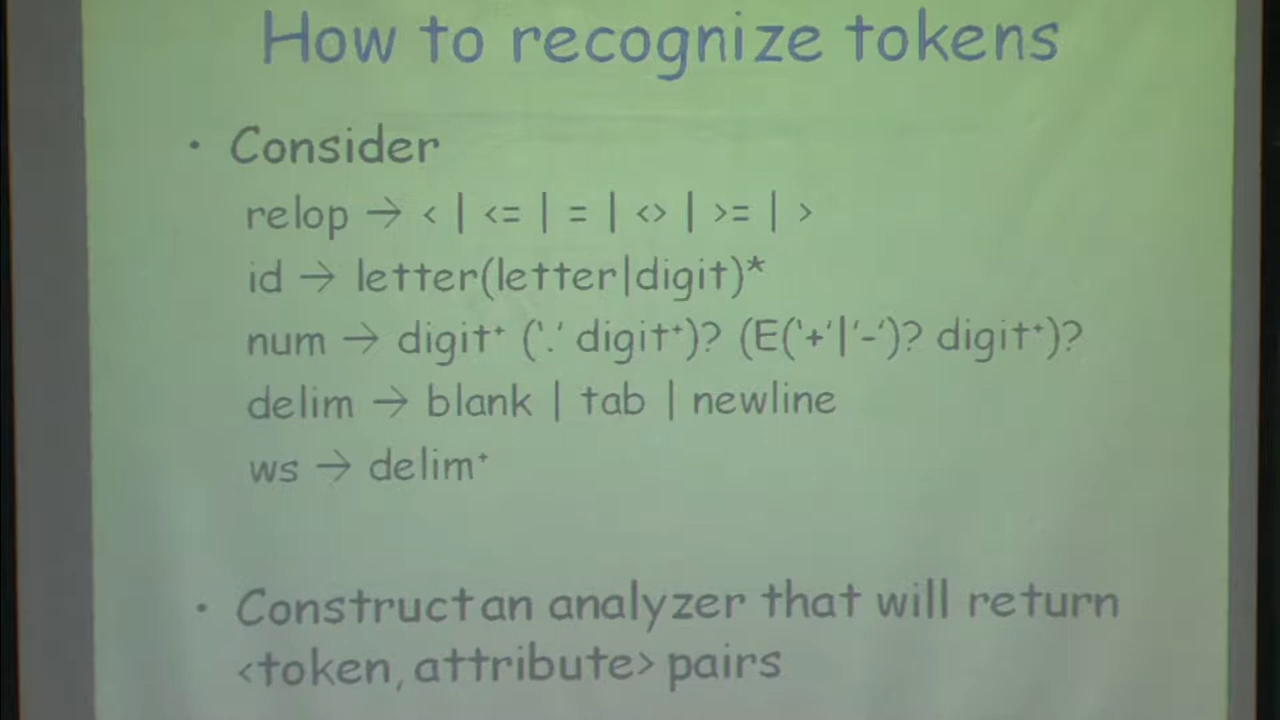 How to recognize tokens
• Consider
relop → < | <= | = | <> | >= | >
id → letter(letter|digit)*
num → digit⁺ ('.' digit⁺)? (E('+'|'-')? digit⁺)?
delim → blank | tab | newline
ws → delim⁺
• Construct an analyzer that will return
<token, attribute> pairs